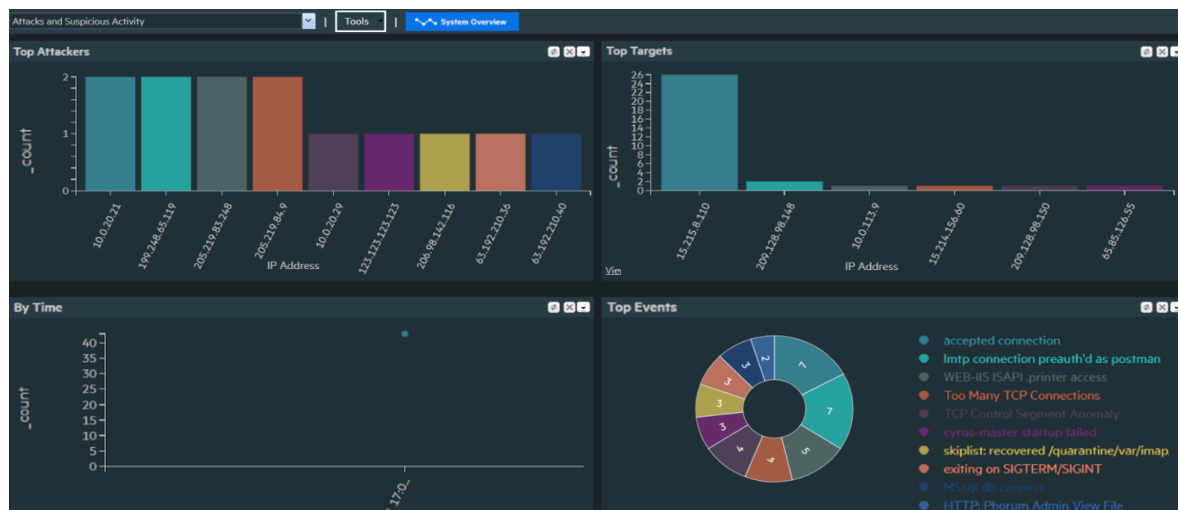 Attacks and Suspicious Activity | Tools | System Overview
Top Attackers
_count
2
1
0
10.0.20.21
199.248.65.119
205.219.83.248
205.219.84.9
10.0.20.29
123.123.123.123
206.98.142.116
63.192.210.36
63.192.210.40
IP Address
Top Targets
_count
26
24
22
20
18
16
14
12
10
8
6
4
2
0
15.215.8.110
209.128.98.148
10.0.113.9
15.214.156.60
209.128.98.150
65.85.126.55
IP Address
By Time
_count
40
35
30
25
20
15
10
5
0
17:0...
Top Events
7
7
5
4
4
3
3
3
3
2
accepted connection
lmtp connection preauth'd as postman
WEB-IIS ISAPI .printer access
Too Many TCP Connections
TCP Control Segment Anomaly
cyrus-master startup failed
skiplist: recovered /quarantine/var/imap
exiting on SIGTERM/SIGINT
MSsql db connect
HTTP: Phorum Admin View File